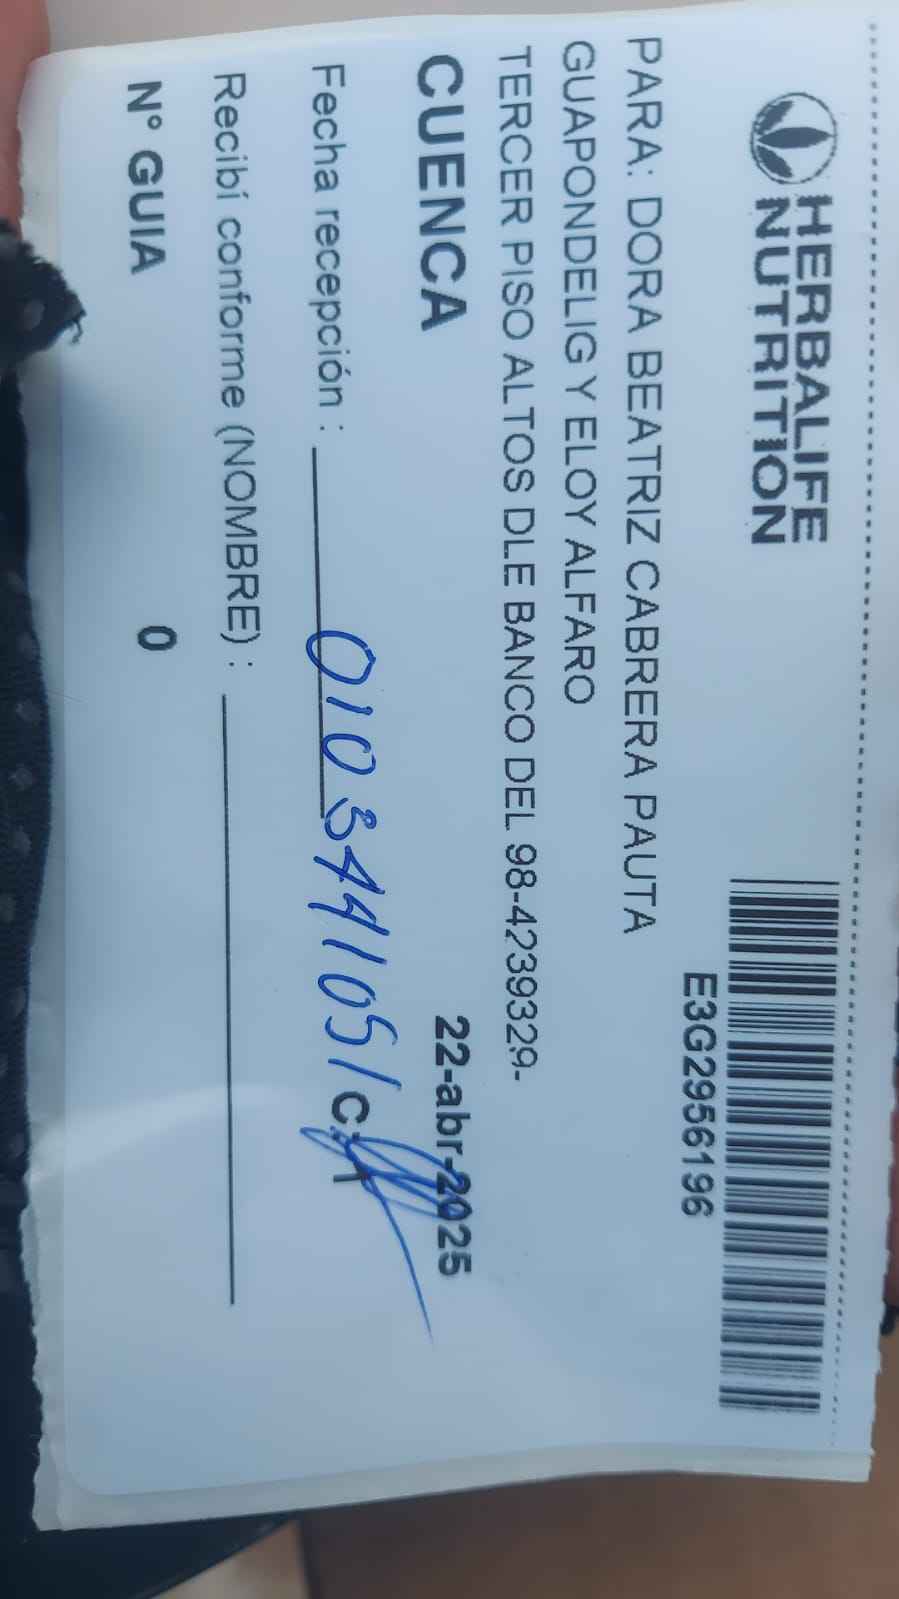 HERBALIFE
NUTRITION
E3G2956196
PARA: DORA BEATRIZ CABRERA PAUTA
GUAPONDELIG Y ELOY ALFARO
TERCER PISO ALTOS DLE BANCO DEL 98-4239329-
CUENCA 22-abr-2025
Fecha recepción : 0103441051 C:1
Recibí conforme (NOMBRE) :
N° GUIA 0